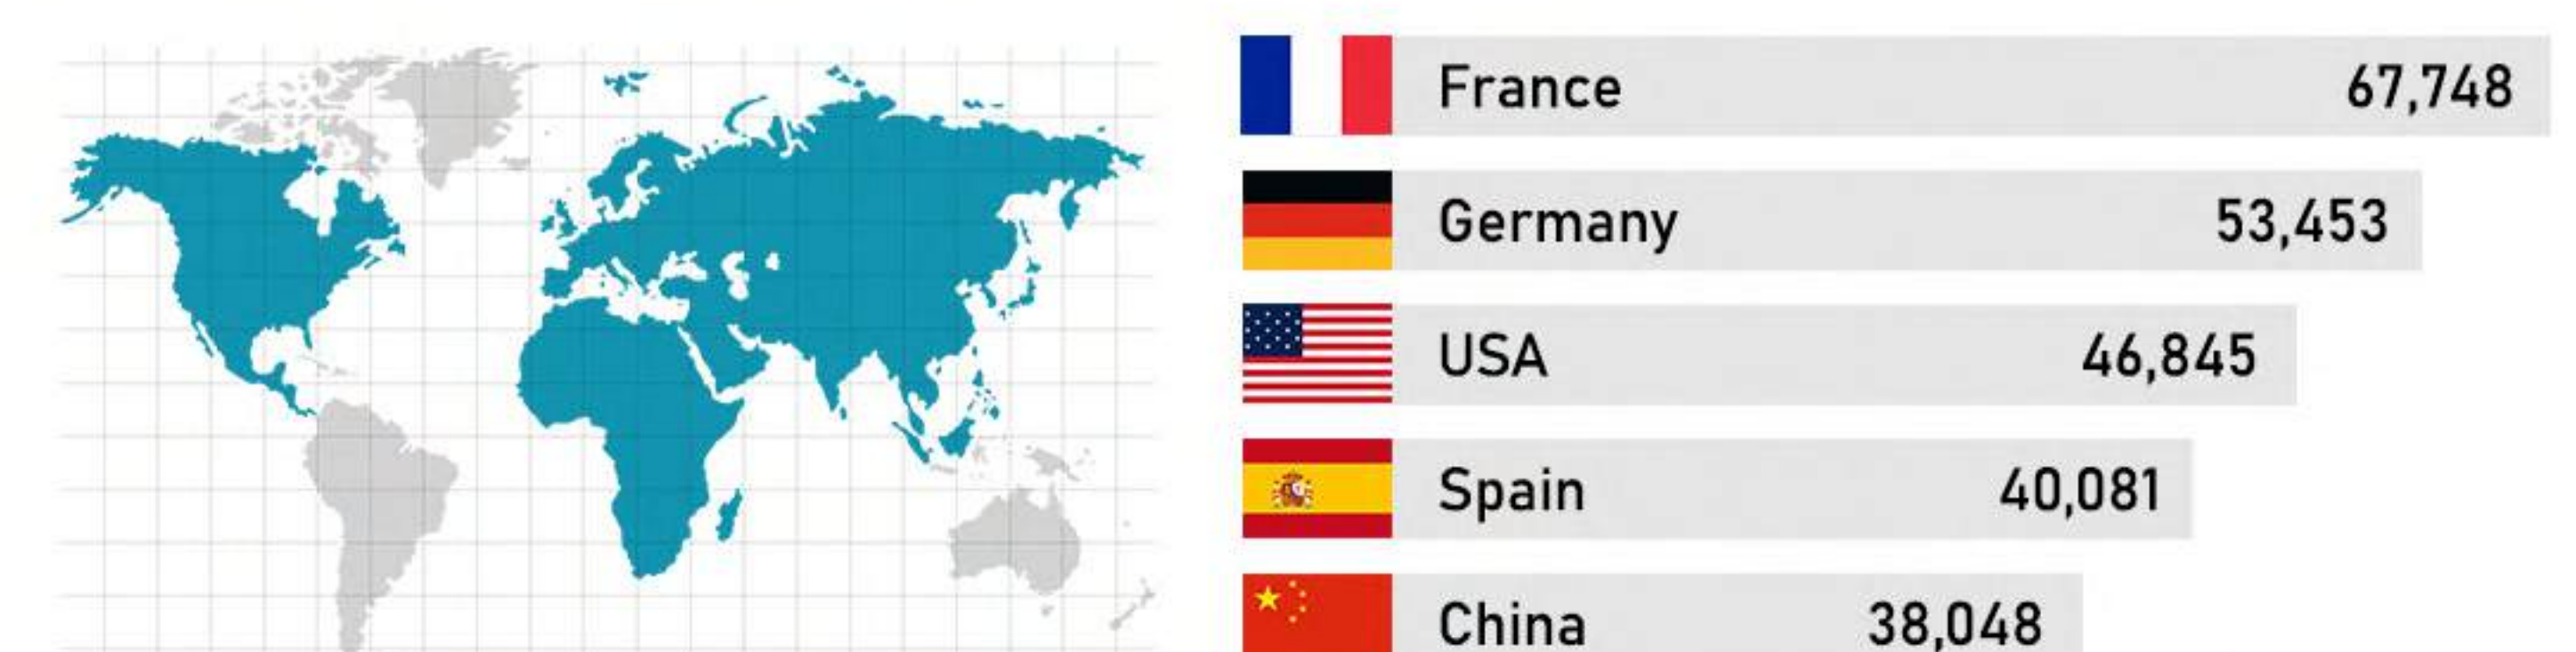 France 67,748
Germany 53,453
USA 46,845
Spain 40,081
China 38,048